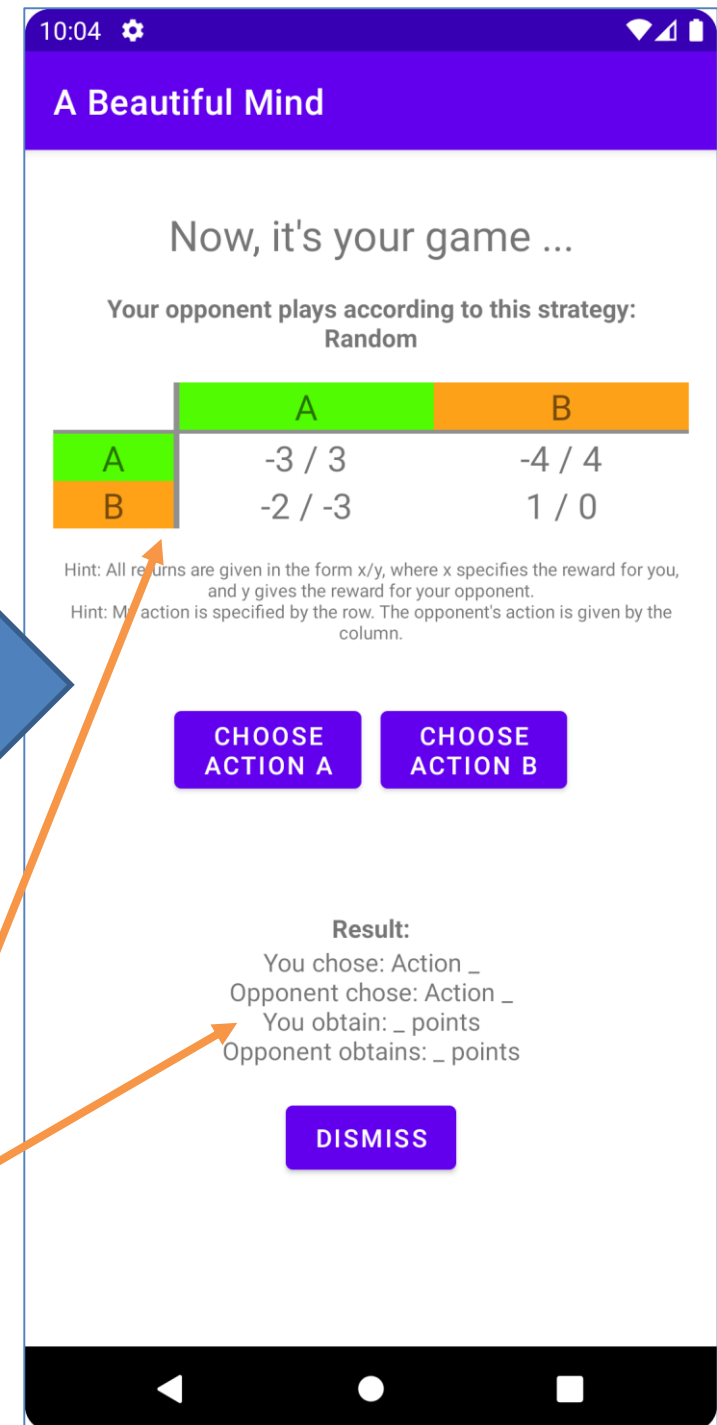 10:04
A Beautiful Mind
Now, it's your game ...
Your opponent plays according to this strategy:
Random
A B
A -3 / 3 -4 / 4
B -2 / -3 1 / 0
Hint: All returns are given in the form x/y, where x specifies the reward for you,
and y gives the reward for your opponent.
Hint: My action is specified by the row. The opponent's action is given by the
column.
CHOOSE ACTION A
CHOOSE ACTION B
Result:
You chose: Action _
Opponent chose: Action _
You obtain: _ points
Opponent obtains: _ points
DISMISS